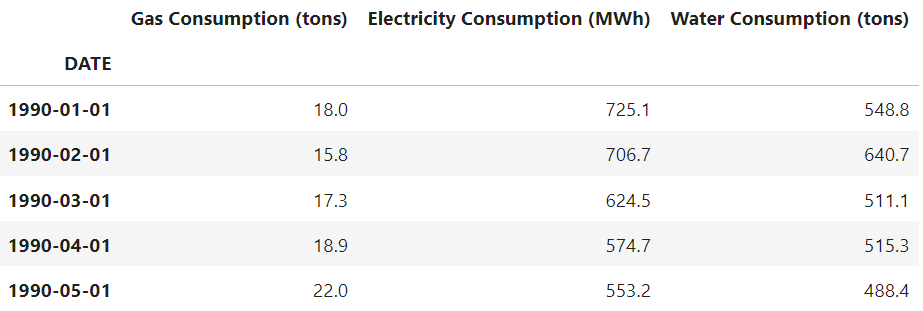 Gas Consumption (tons) Electricity Consumption (MWh) Water Consumption (tons)
DATE
1990-01-01 18.0 725.1 548.8
1990-02-01 15.8 706.7 640.7
1990-03-01 17.3 624.5 511.1
1990-04-01 18.9 574.7 515.3
1990-05-01 22.0 553.2 488.4